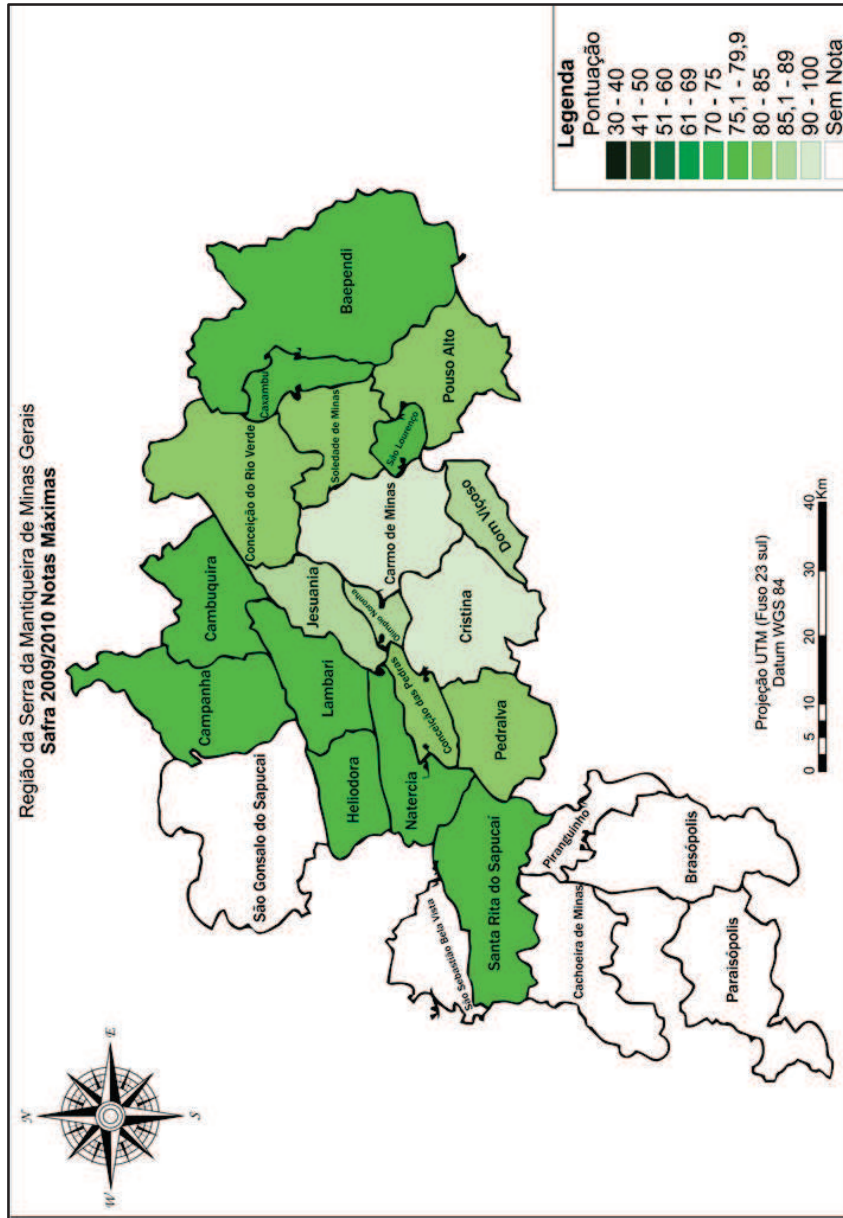 Região da Serra da Mantiqueira de Minas Gerais
Safra 2009/2010 Notas Máximas
N
E
S
W
São Gonsalo do Sapucai
Campanha
Cambuquira
Conceição do Rio Verde
Caxambu
Baependi
Heliodora
Lambari
Jesuania
Soledade de Minas
São Lourenço
Pouso Alto
Natercia
Conceição das Pedras
Olimpio Noronha
Carmo de Minas
São Sebastião Bela Vista
Santa Rita do Sapucaí
Pedralva
Cristina
Dom Viçoso
Cachoeira de Minas
Piranguinho
Brasópolis
Paraisópolis
Projeção UTM (Fuso 23 sul)
Datum WGS 84
0 5 10 20 30 40
Km
Legenda
Pontuação
30 - 40
41 - 50
51 - 60
61 - 69
70 - 75
75,1 - 79,9
80 - 85
85,1 - 89
90 - 100
Sem Nota